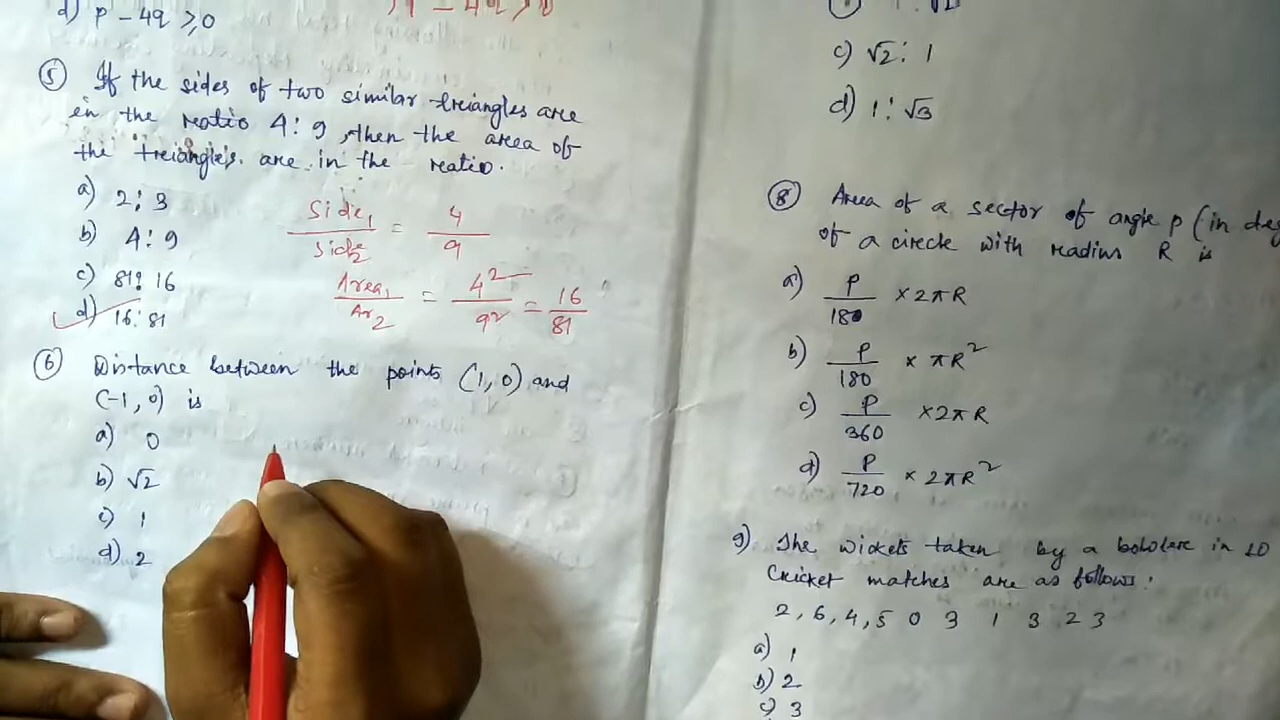 d) P - 4q ≥ 0
⑤ If the sides of two similar triangles are
in the ratio 4 : 9, then the area of
the triangles. are in the ratio.
a) 2 : 3
b) 4 : 9
c) 81 : 16
d) 16 : 81
Side₁ / Side₂ = 4 / 9
Area₁ / Ar₂ = 4² / 9² = 16 / 81
⑥ Distance between the points (1, 0) and
(-1, 0) is
a) 0
b) √2
c) 1
d) 2
c) √2 : 1
d) 1 : √3
⑧ Area of a sector of angle P (in deg
of a circle with radius R is
a) P / 180 × 2πR
b) P / 180 × πR²
c) P / 360 × 2πR
d) P / 720 × 2πR²
9) The wickets taken by a bowler in 10
Cricket matches are as follows :
2, 6, 4, 5 0 3 1 3 2 3
a) 1
b) 2
c) 3